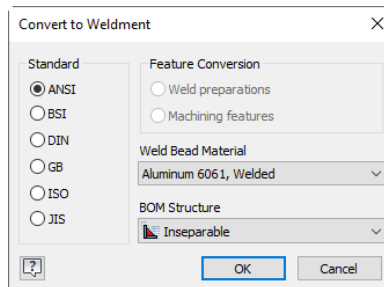 Convert to Weldment
Standard
ANSI
BSI
DIN
GB
ISO
JIS
Feature Conversion
Weld preparations
Machining features
Weld Bead Material
Aluminum 6061, Welded
BOM Structure
Inseparable
?
OK
Cancel